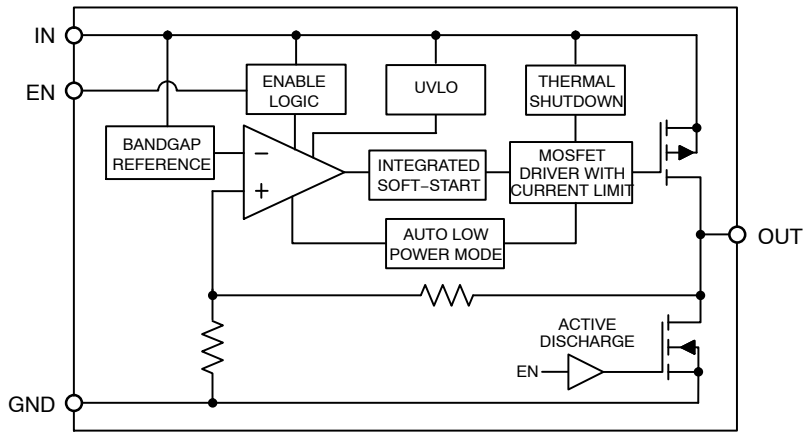 IN
EN
ENABLE
LOGIC
UVLO
THERMAL
SHUTDOWN
BANDGAP
REFERENCE
−
+
INTEGRATED
SOFT−START
MOSFET
DRIVER WITH
CURRENT LIMIT
AUTO LOW
POWER MODE
OUT
ACTIVE
DISCHARGE
EN
GND